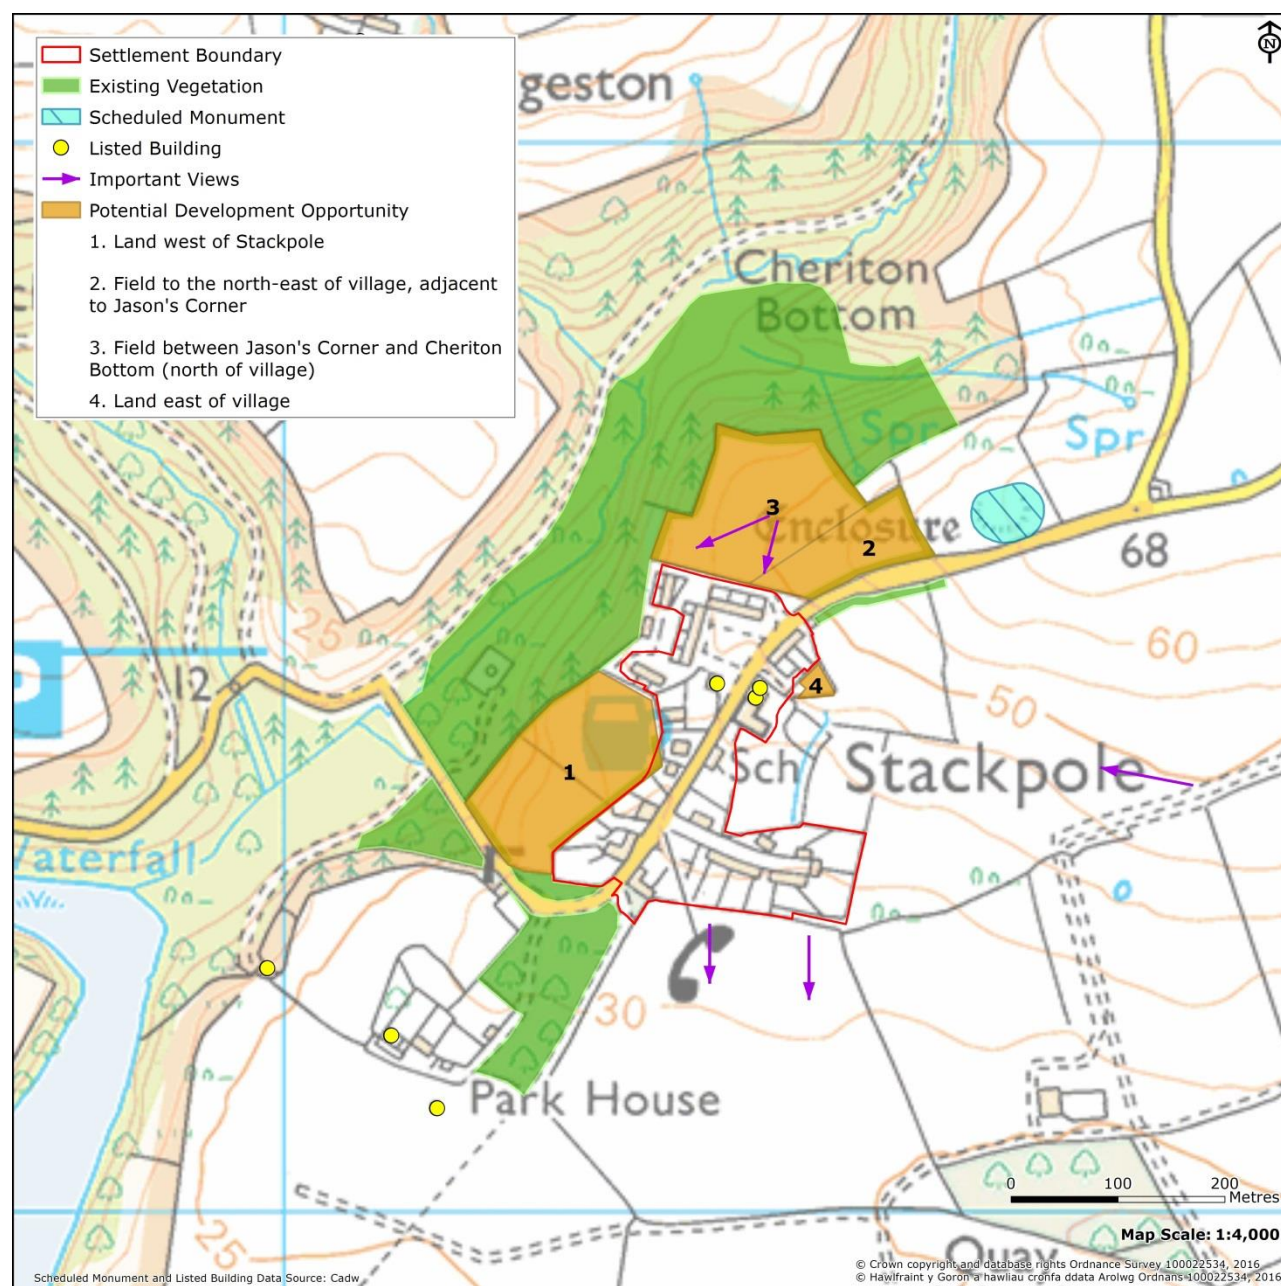 Settlement Boundary
Existing Vegetation
Scheduled Monument
Listed Building
Important Views
Potential Development Opportunity
1. Land west of Stackpole
2. Field to the north-east of village, adjacent
to Jason's Corner
3. Field between Jason's Corner and Cheriton
Bottom (north of village)
4. Land east of village
N
geston
Cheriton
Bottom
Spr
Spr
3
Enclosure
2
68
25
60
12
4
50
1
Sch
Stackpole
Waterfall
30
Park House
25
Quay
0 100 200
Metres
Map Scale: 1:4,000
Scheduled Monument and Listed Building Data Source: Cadw
© Crown copyright and database rights Ordnance Survey 100022534, 2016
© Hawlfraint y Goron a hawliau cronfa ddata Arolwg Ordnans 100022534, 2016